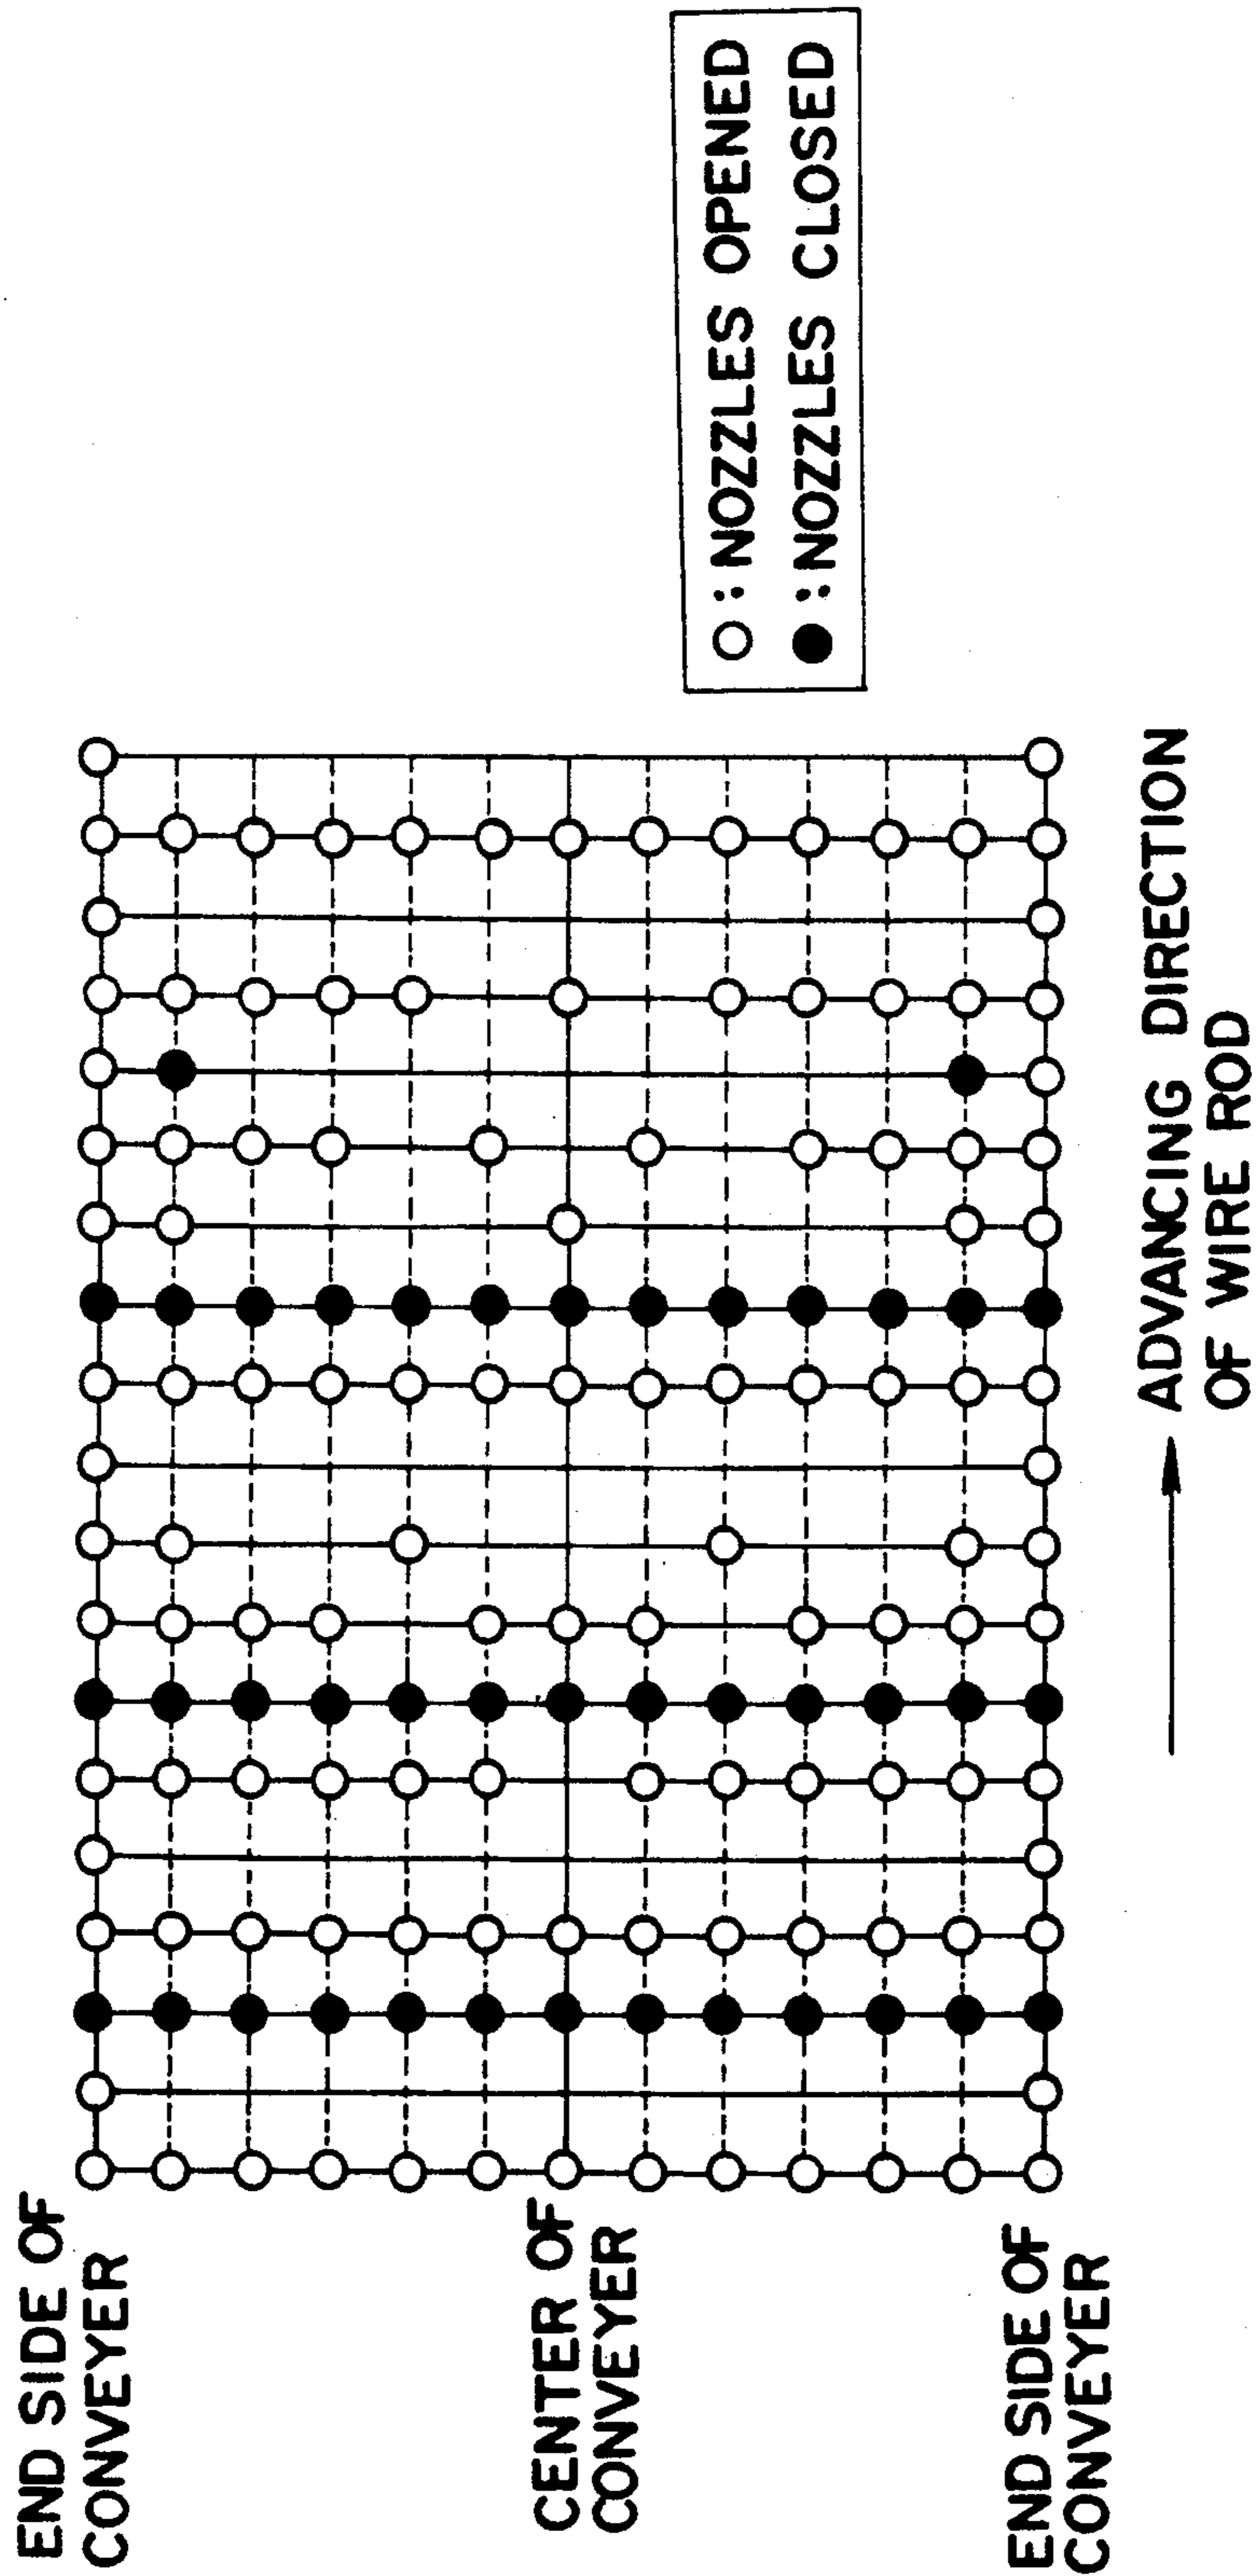 END SIDE OF
CONVEYER
CENTER OF
CONVEYER
END SIDE OF
CONVEYER
ADVANCING DIRECTION
OF WIRE ROD
: NOZZLES OPENED
: NOZZLES CLOSED